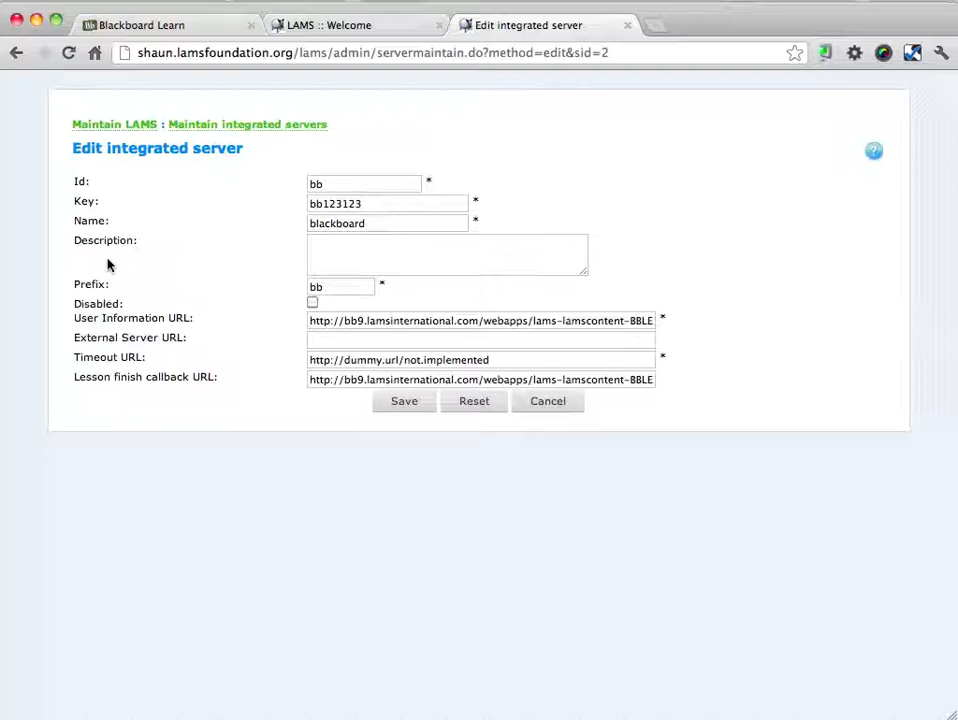 Blackboard Learn
LAMS :: Welcome
Edit integrated server
shaun.lamsfoundation.org/lams/admin/servermaintain.do?method=edit&sid=2
Maintain LAMS : Maintain integrated servers
Edit integrated server
?
Id: bb *
Key: bb123123 *
Name: blackboard *
Description:
Prefix: bb *
Disabled:
User Information URL: http://bb9.lamsinternational.com/webapps/lams-lamscontent-BBLE *
External Server URL:
Timeout URL: http://dummy.url/not.implemented *
Lesson finish callback URL: http://bb9.lamsinternational.com/webapps/lams-lamscontent-BBLE
Save Reset Cancel